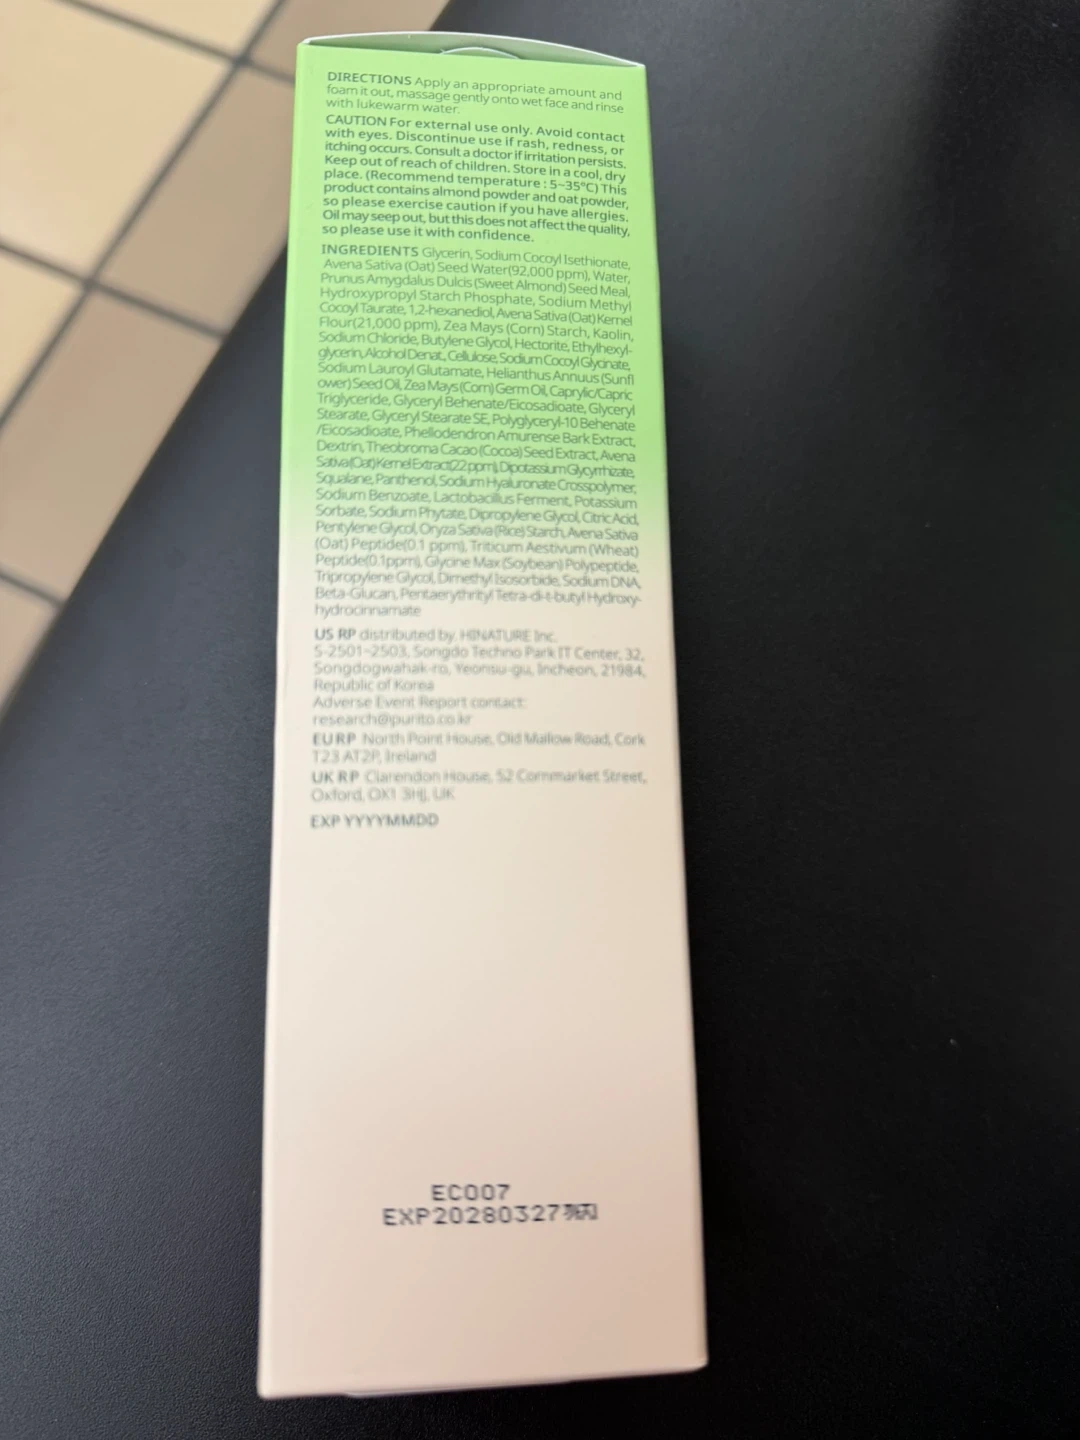 DIRECTIONS Apply an appropriate amount and
foam it out, massage gently onto wet face and rinse
with lukewarm water.
CAUTION For external use only. Avoid contact
with eyes. Discontinue use if rash, redness, or
itching occurs. Consult a doctor if irritation persists.
Keep out of reach of children. Store in a cool, dry
place. (Recommend temperature : 5~35°C) This
product contains almond powder and oat powder,
so please exercise caution if you have allergies.
Oil may seep out, but this does not affect the quality,
so please use it with confidence.
INGREDIENTS Glycerin, Sodium Cocoyl Isethionate,
Avena Sativa (Oat) Seed Water(92,000 ppm), Water,
Prunus Amygdalus Dulcis (Sweet Almond) Seed Meal,
Hydroxypropyl Starch Phosphate, Sodium Methyl
Cocoyl Taurate, 1,2-hexanediol, Avena Sativa (Oat) Kernel
Flour(21,000 ppm), Zea Mays (Corn) Starch, Kaolin,
Sodium Chloride, Butylene Glycol, Hectorite, Ethylhexyl-
glycerin, Alcohol Denat., Cellulose, Sodium Cocoyl Glycinate,
Sodium Lauroyl Glutamate, Helianthus Annuus (Sunfl
ower) Seed Oil, Zea Mays (Corn) Germ Oil, Caprylic/Capric
Triglyceride, Glyceryl Behenate/Eicosadioate, Glyceryl
Stearate, Glyceryl Stearate SE, Polyglyceryl-10 Behenate
/Eicosadioate, Phellodendron Amurense Bark Extract,
Dextrin, Theobroma Cacao (Cocoa) Seed Extract, Avena
Sativa (Oat) Kernel Extract(22 ppm), Dipotassium Glycyrrhizate,
Squalane, Panthenol, Sodium Hyaluronate Crosspolymer,
Sodium Benzoate, Lactobacillus Ferment, Potassium
Sorbate, Sodium Phytate, Dipropylene Glycol, Citric Acid,
Pentylene Glycol, Oryza Sativa (Rice) Starch, Avena Sativa
(Oat) Peptide(0.1 ppm), Triticum Aestivum (Wheat)
Peptide(0.1ppm), Glycine Max (Soybean) Polypeptide,
Tripropylene Glycol, Dimethyl Isosorbide, Sodium DNA,
Beta-Glucan, Pentaerythrityl Tetra-di-t-butyl Hydroxy-
hydrocinnamate
US RP distributed by. HINATURE Inc.
S-2501~2503, Songdo Techno Park IT Center, 32,
Songdogwahak-ro, Yeonsu-gu, Incheon, 21984,
Republic of Korea
Adverse Event Report contact:
research@purito.co.kr
EU RP North Point House, Old Mallow Road, Cork
T23 AT2P, Ireland
UK RP Clarendon House, 52 Cornmarket Street,
Oxford, OX1 3HJ, UK
EXP YYYYMMDD
EC007
EXP20280327까지